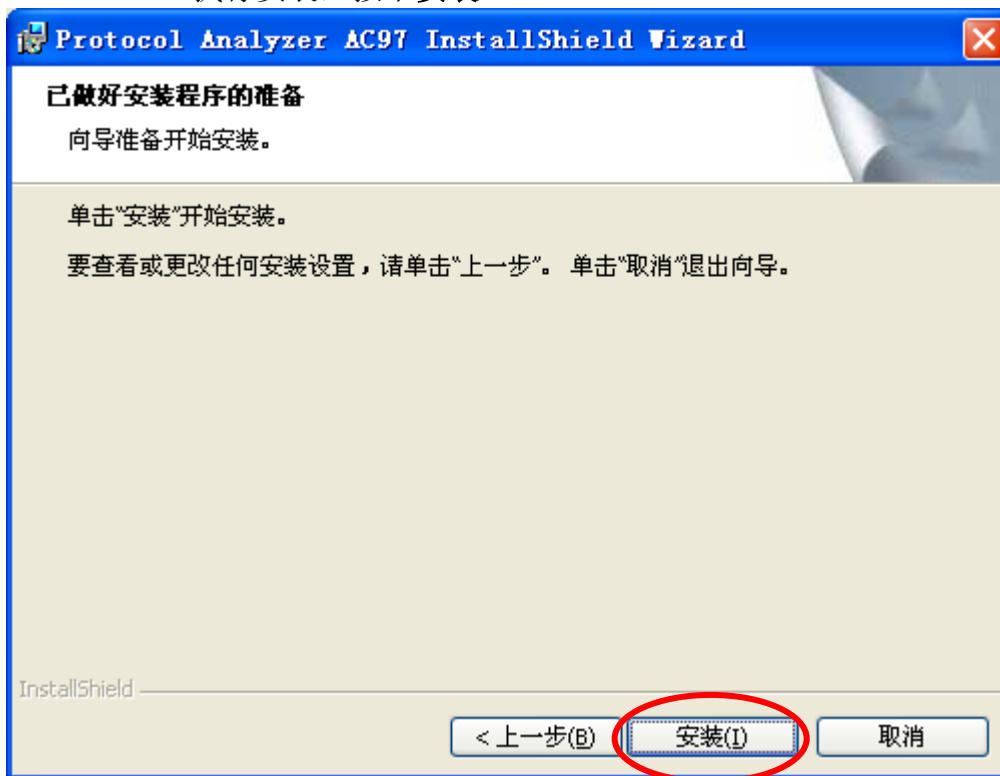 Protocol Analyzer AC97 InstallShield Wizard
已做好安装程序的准备
向导准备开始安装。
单击“安装”开始安装。
要查看或更改任何安装设置，请单击“上一步”。 单击“取消”退出向导。
InstallShield
< 上一步(B)
安装(I)
取消